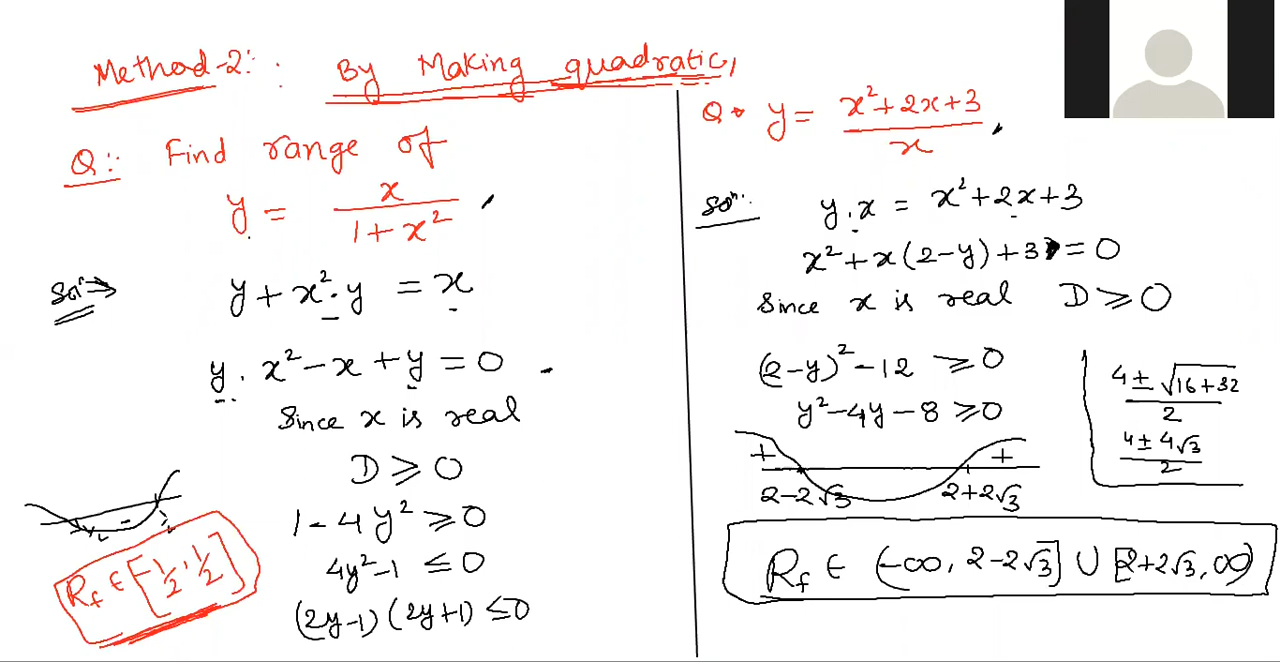 Method-2:- By Making quadratic,
Q:- Find range of
y = x / (1 + x²)
Solⁿ⇒ y + x²·y = x
y. x² - x + y = 0
Since x is real
D ⩾ 0
1 - 4y² ⩾ 0
4y² - 1 ≤ 0
(2y-1)(2y+1) ≤ 0
-
R_f ∈ [-1/2, 1/2]
Q. y = (x² + 2x + 3) / x
Solⁿ:- y.x = x² + 2x + 3
x² + x(2-y) + 3 = 0
Since x is real D ⩾ 0
(2-y)² - 12 ⩾ 0
y² - 4y - 8 ⩾ 0
4 ± √16+32 / 2
4 ± 4√3 / 2
+ +
2-2√3 2+2√3
R_f ∈ (-∞, 2-2√3] ∪ [2+2√3, ∞)